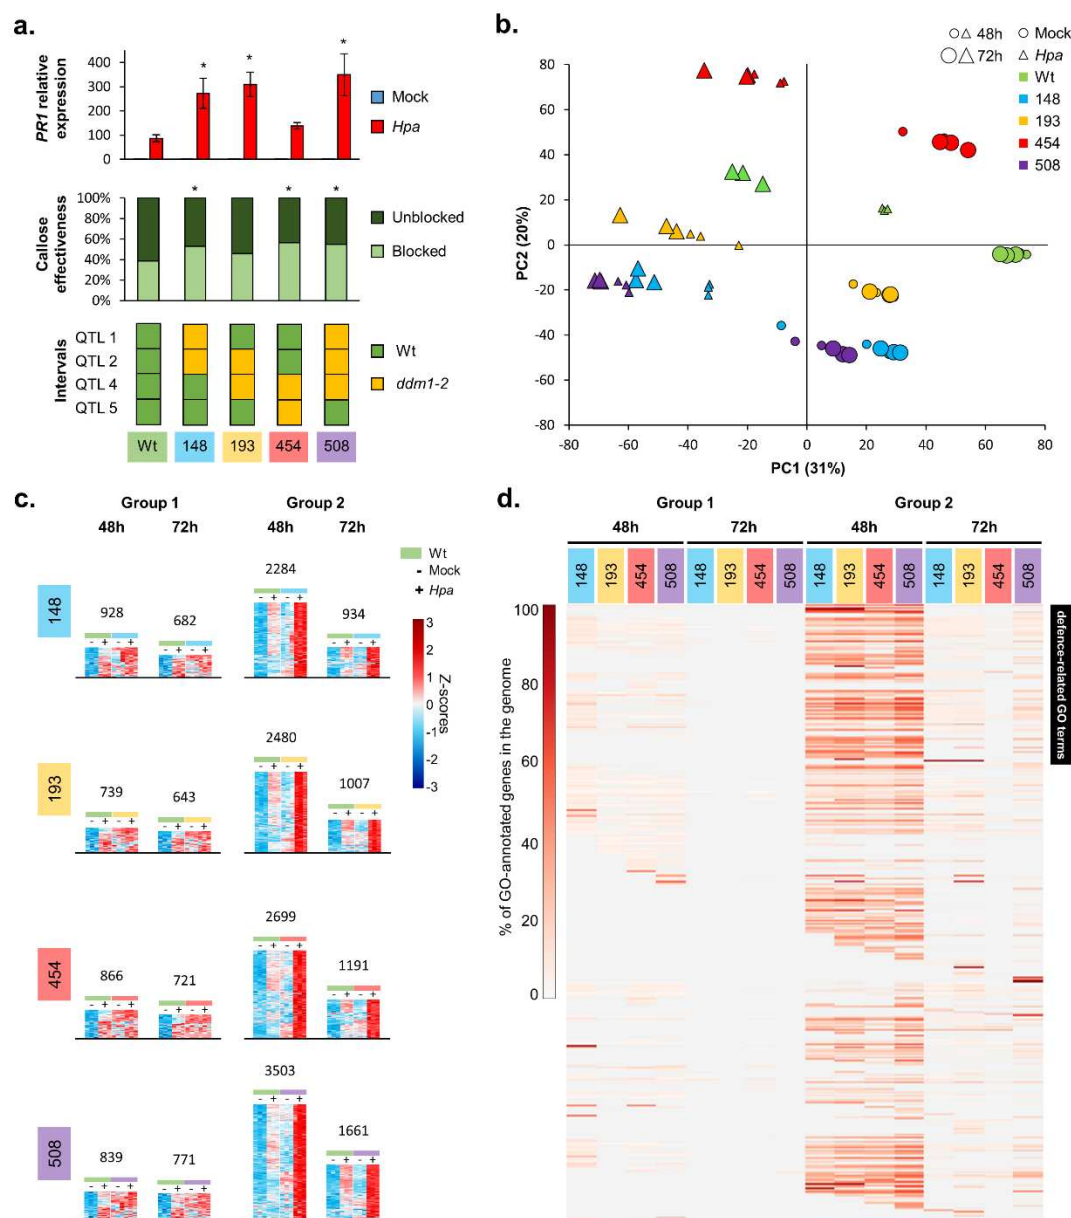 a.
PR1 relative
expression
400
300
200
100
0
*
*
*
Mock
Hpa
Callose
effectiveness
100%
80%
60%
40%
20%
0%
*
*
*
Unblocked
Blocked
Intervals
QTL 1
QTL 2
QTL 4
QTL 5
Wt
ddm1-2
Wt 148 193 454 508
b.
48h
72h
Mock
Hpa
Wt
148
193
454
508
PC2 (20%)
80
60
40
20
0
-20
-40
-60
-80
-80 -60 -40 -20 0 20 40 60 80
PC1 (31%)
c.
Group 1 Group 2
48h 72h 48h 72h
Wt
- Mock
+ Hpa
3
2
1
0
-1
-2
-3
Z-scores
148
928 682 2284 934
- + - + - + - + - + - + - + - +
193
739 643 2480 1007
- + - + - + - + - + - + - + - +
454
866 721 2699 1191
- + - + - + - + - + - + - + - +
508
839 771 3503 1661
- + - + - + - + - + - + - + - +
d.
Group 1 Group 2
48h 72h 48h 72h
148 193 454 508 148 193 454 508 148 193 454 508 148 193 454 508
% of GO-annotated genes in the genome
100
80
60
40
20
0
defence-related GO terms